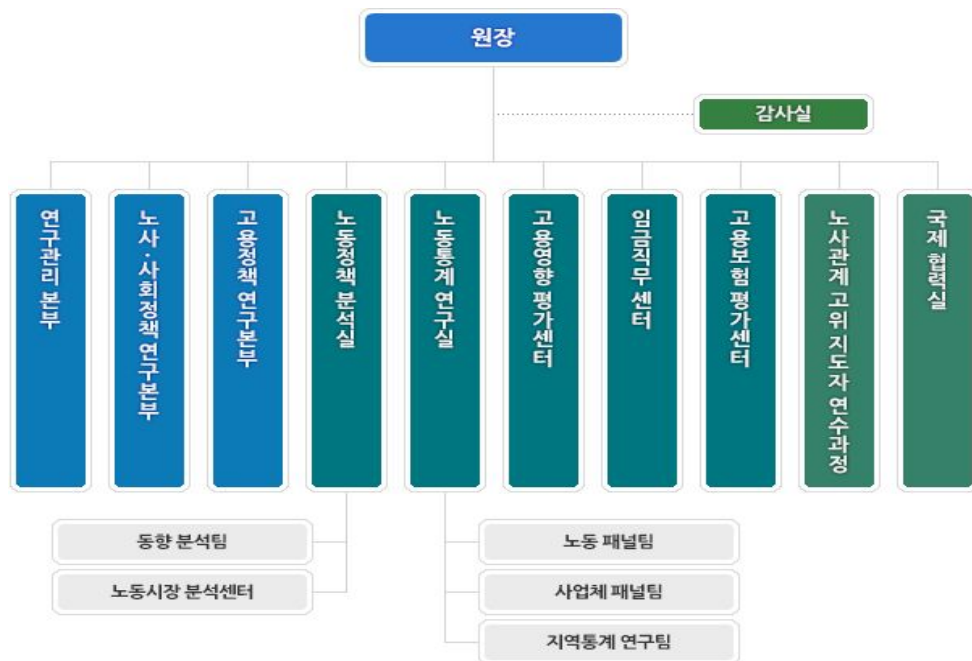 원장
감사실
연구관리 본부
노사·사회정책 연구본부
고용정책 연구본부
노동정책 분석실
노동통계 연구실
고용영향 평가센터
임금직무 센터
고용보험 평가센터
노사관계 고위지도자 연수과정
국제 협력실
동향 분석팀
노동시장 분석센터
노동 패널팀
사업체 패널팀
지역통계 연구팀